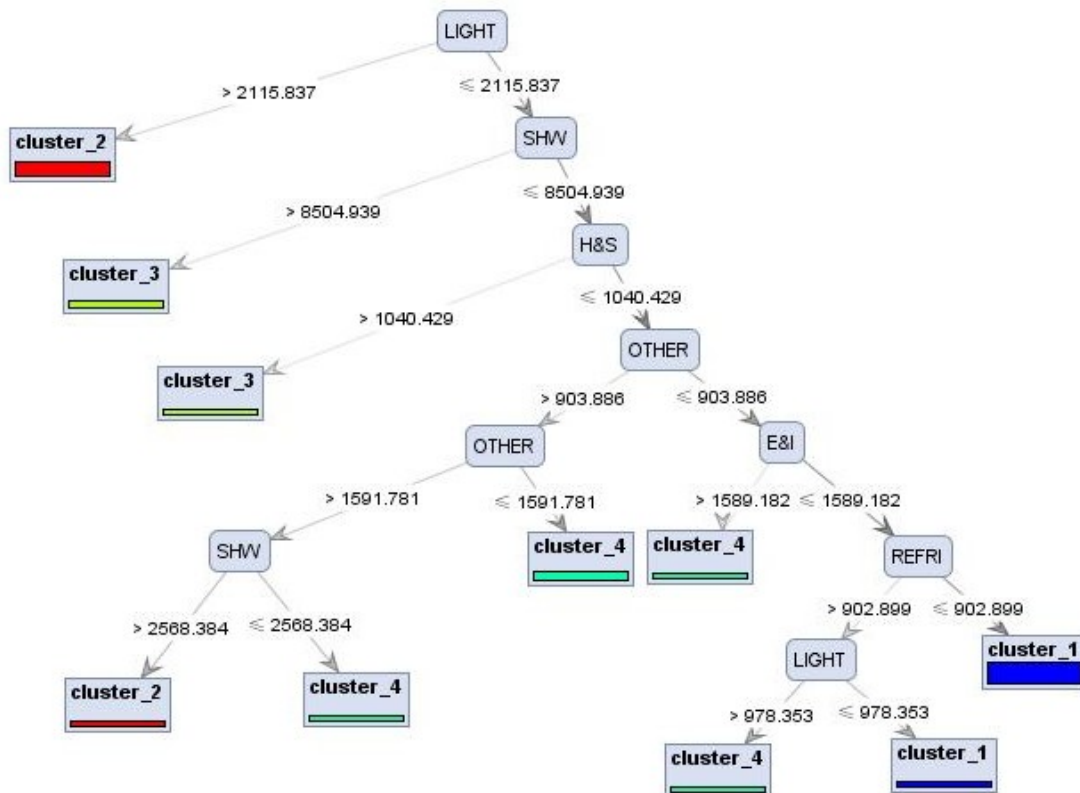 LIGHT
> 2115.837
≤ 2115.837
cluster_2
SHW
> 8504.939
≤ 8504.939
cluster_3
H&S
> 1040.429
≤ 1040.429
cluster_3
OTHER
> 903.886
≤ 903.886
OTHER
E&I
> 1591.781
≤ 1591.781
> 1589.182
≤ 1589.182
SHW
cluster_4
cluster_4
REFRI
> 2568.384
≤ 2568.384
> 902.899
≤ 902.899
LIGHT
cluster_1
cluster_2
cluster_4
> 978.353
≤ 978.353
cluster_4
cluster_1